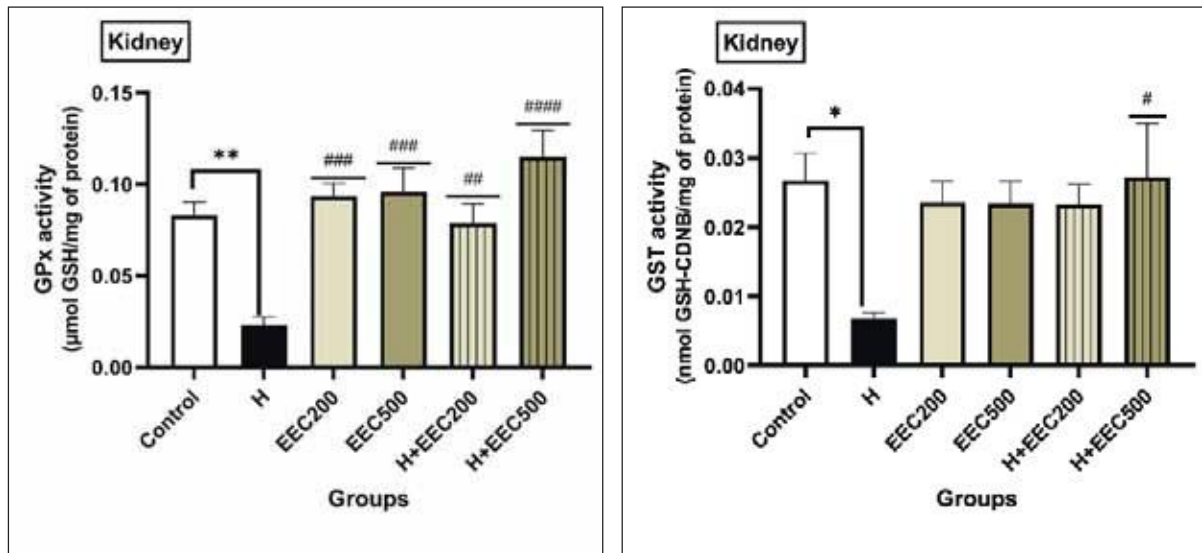 Kidney
GPx activity
(µmol GSH/mg of protein)
0.15
0.10
0.05
0.00
**
###
###
##
####
Control
H
EEC200
EEC500
H+EEC200
H+EEC500
Groups
Kidney
GST activity
(nmol GSH-CDNB/mg of protein)
0.04
0.03
0.02
0.01
0.00
*
#
Control
H
EEC200
EEC500
H+EEC200
H+EEC500
Groups